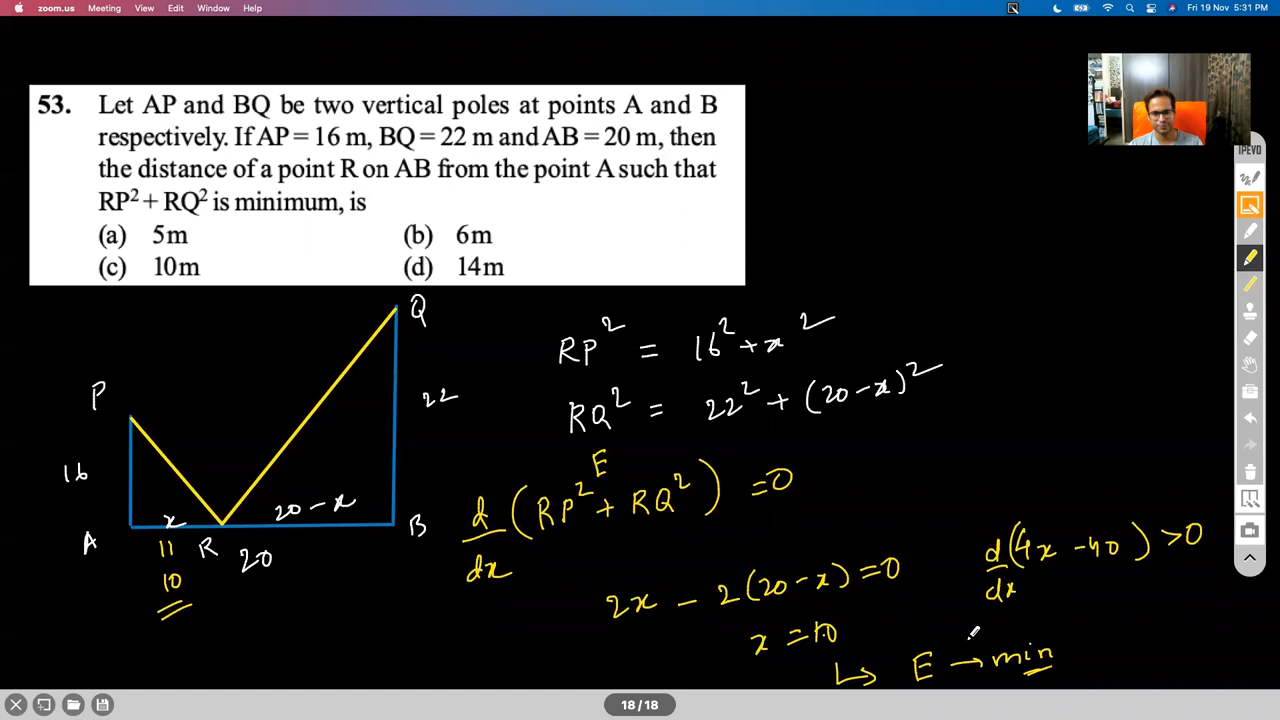 zoom.us Meeting View Edit Window Help Fri 19 Nov 5:31 PM
53. Let AP and BQ be two vertical poles at points A and B
respectively. If AP = 16 m, BQ = 22 m and AB = 20 m, then
the distance of a point R on AB from the point A such that
RP² + RQ² is minimum, is
(a) 5m (b) 6m
(c) 10m (d) 14m
IPEVO
Q
P
22
16
x
20-x
A
R
B
11
20
10
RP² = 16² + x²
RQ² = 22² + (20-x)²
E
d/dx (RP² + RQ²) = 0
2x - 2(20-x) = 0
d/dx (4x - 40) > 0
x = 10
↳ E → min
18 / 18